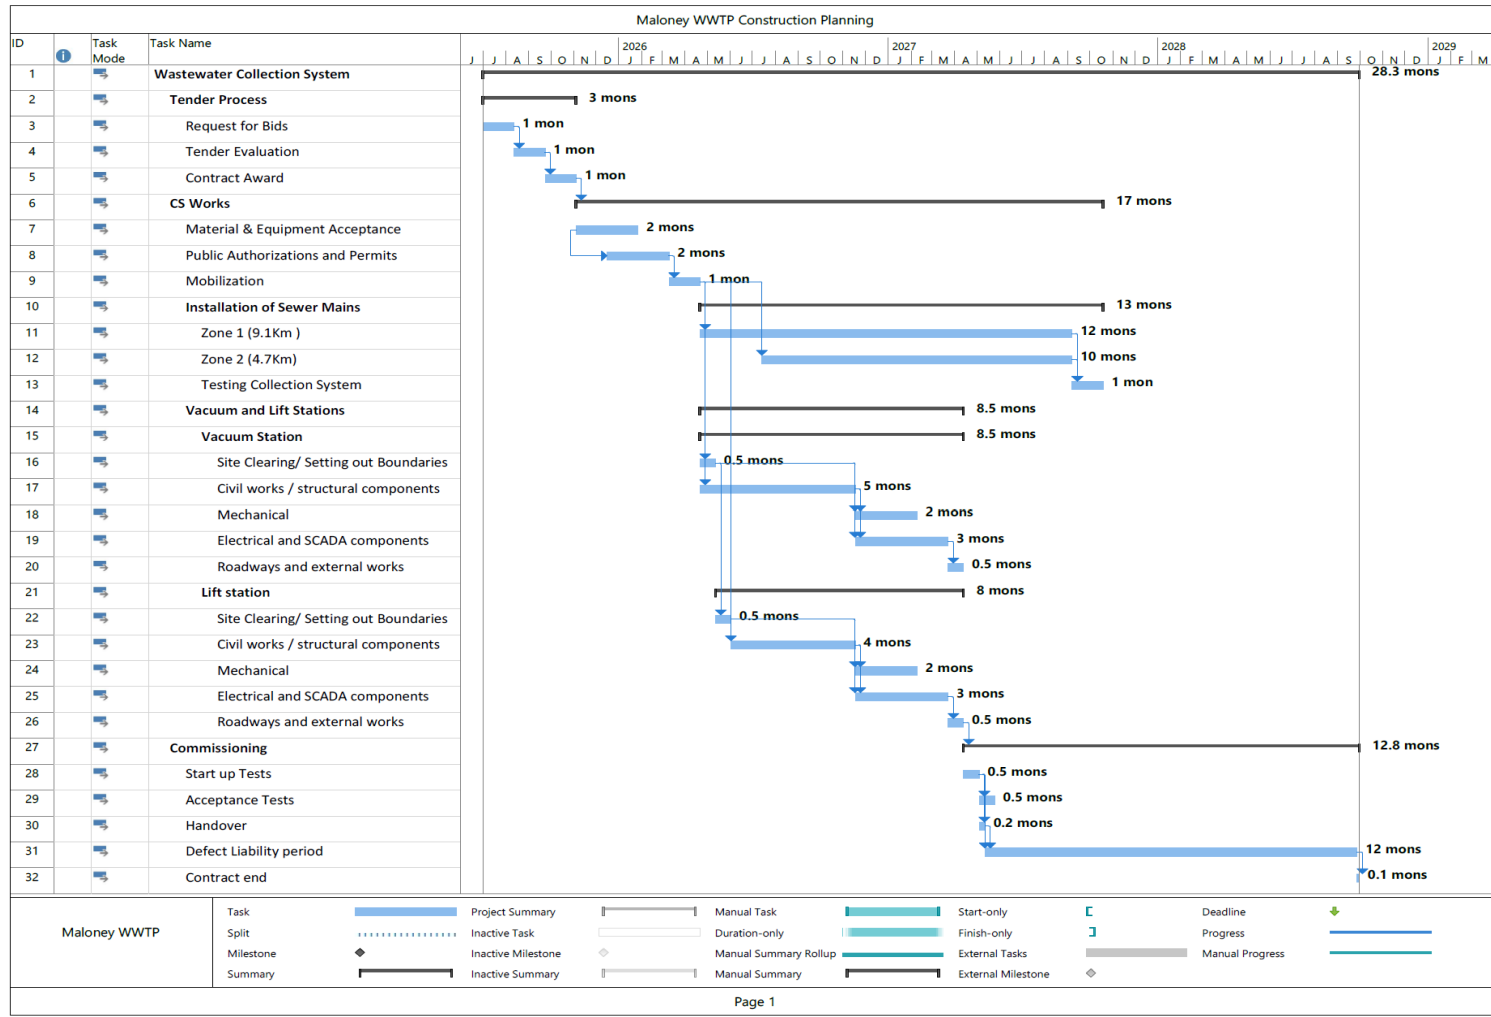 Maloney WWTP Construction Planning
ID i Task Mode Task Name 2026 2027 2028 2029
J J A S O N D J F M A M J J A S O N D J F M A M J J A S O N D J F M A M J J A S O N D J F M
1 Wastewater Collection System 28.3 mons
2 Tender Process 3 mons
3 Request for Bids 1 mon
4 Tender Evaluation 1 mon
5 Contract Award 1 mon
6 CS Works 17 mons
7 Material & Equipment Acceptance 2 mons
8 Public Authorizations and Permits 2 mons
9 Mobilization 1 mon
10 Installation of Sewer Mains 13 mons
11 Zone 1 (9.1Km ) 12 mons
12 Zone 2 (4.7Km) 10 mons
13 Testing Collection System 1 mon
14 Vacuum and Lift Stations 8.5 mons
15 Vacuum Station 8.5 mons
16 Site Clearing/ Setting out Boundaries 0.5 mons
17 Civil works / structural components 5 mons
18 Mechanical 2 mons
19 Electrical and SCADA components 3 mons
20 Roadways and external works 0.5 mons
21 Lift station 8 mons
22 Site Clearing/ Setting out Boundaries 0.5 mons
23 Civil works / structural components 4 mons
24 Mechanical 2 mons
25 Electrical and SCADA components 3 mons
26 Roadways and external works 0.5 mons
27 Commissioning 12.8 mons
28 Start up Tests 0.5 mons
29 Acceptance Tests 0.5 mons
30 Handover 0.2 mons
31 Defect Liability period 12 mons
32 Contract end 0.1 mons
Maloney WWTP
Task Project Summary Manual Task Start-only Deadline
Split Inactive Task Duration-only Finish-only Progress
Milestone Inactive Milestone Manual Summary Rollup External Tasks Manual Progress
Summary Inactive Summary Manual Summary External Milestone
Page 1